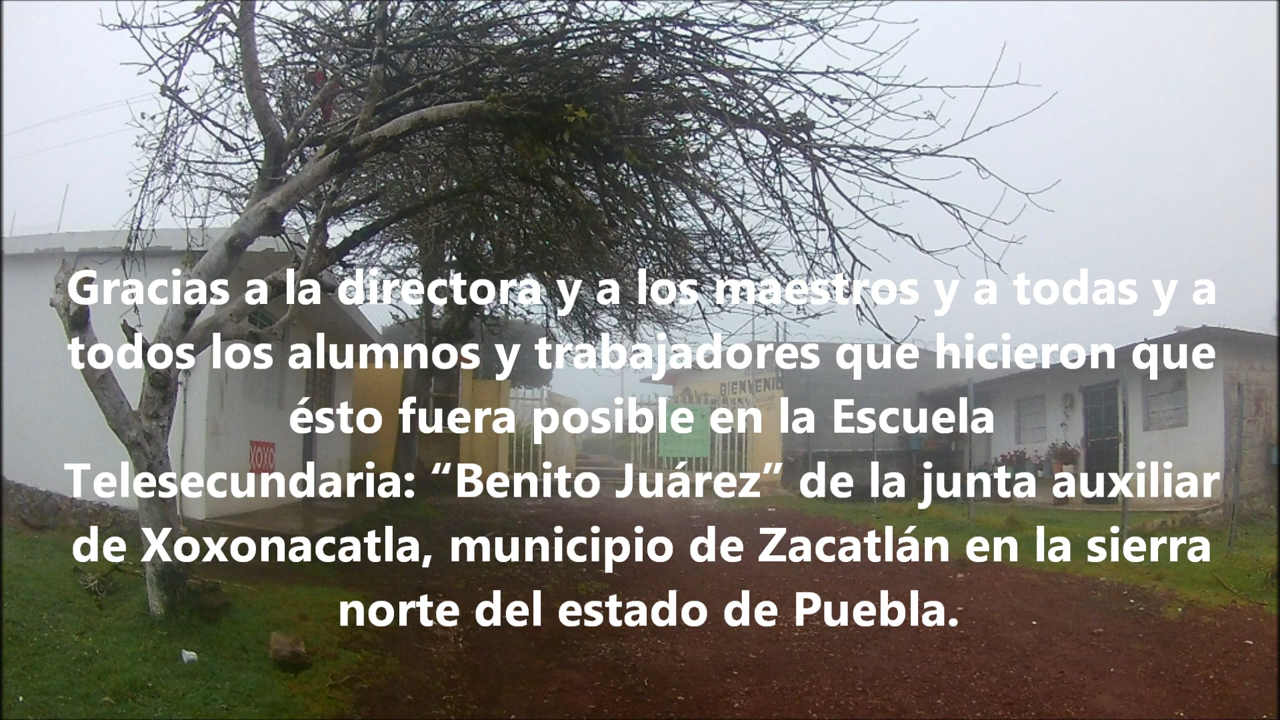 Gracias a la directora y a los maestros y a todas y a
todos los alumnos y trabajadores que hicieron que
ésto fuera posible en la Escuela
Telesecundaria: “Benito Juárez” de la junta auxiliar
de Xoxonacatla, municipio de Zacatlán en la sierra
norte del estado de Puebla.
XOXO